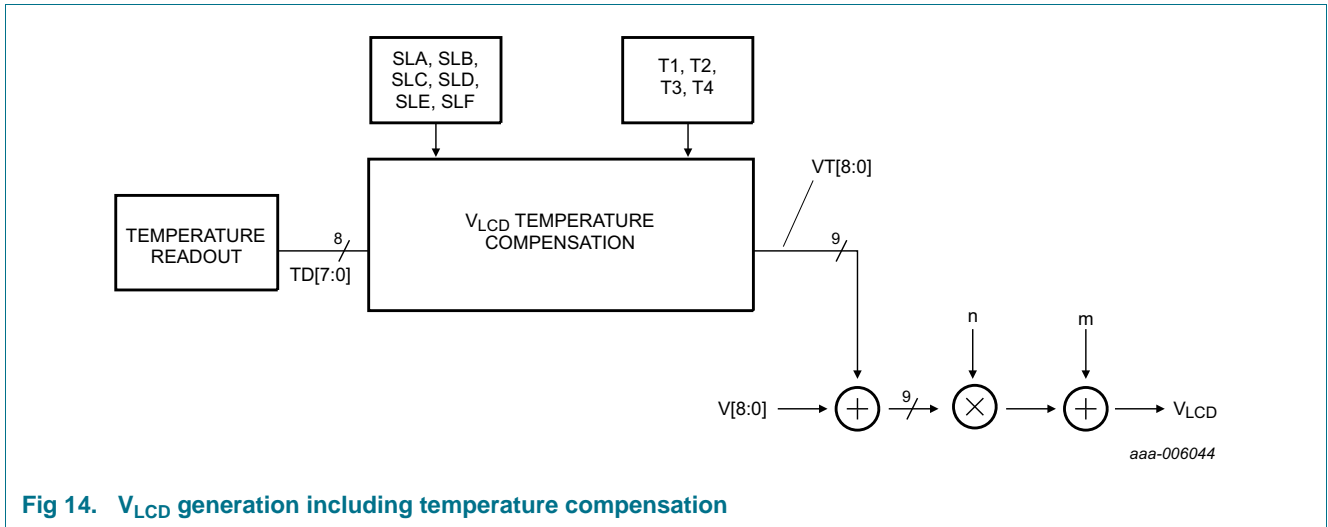 SLA, SLB,
SLC, SLD,
SLE, SLF
T1, T2,
T3, T4
VT[8:0]
TEMPERATURE
READOUT
8
TD[7:0]
VLCD TEMPERATURE
COMPENSATION
9
n
m
V[8:0]
9
VLCD
aaa-006044
Fig 14. VLCD generation including temperature compensation